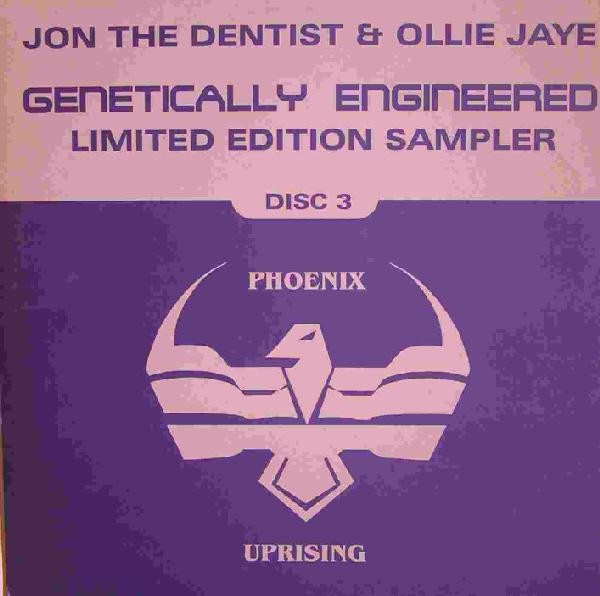 JON THE DENTIST & OLLIE JAYE
GENETICALLY ENGINEERED
LIMITED EDITION SAMPLER
DISC 3
PHOENIX
UPRISING